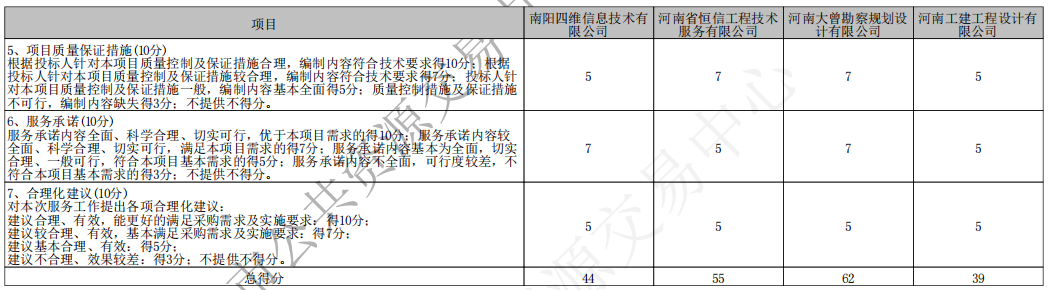 项目
南阳四维信息技术有
限公司
河南省恒信工程技术
服务有限公司
河南大曾勘察规划设
计有限公司
河南工建工程设计有
限公司
5、项目质量保证措施(10分)
根据投标人针对本项目质量控制及保证措施合理，编制内容符合技术要求得10分；根据
投标人针对本项目质量控制及保证措施较合理，编制内容符合技术要求得7分；投标人针
对本项目质量控制及保证措施一般，编制内容基本全面得5分；质量控制措施及保证措施
不可行，编制内容缺失得3分；不提供不得分。
5
7
7
5
6、服务承诺(10分)
服务承诺内容全面、科学合理、切实可行，优于本项目需求的得10分；服务承诺内容较
全面、科学合理、切实可行，满足本项目需求的得7分；服务承诺内容基本为全面，切实
合理、一般可行，符合本项目基本需求的得5分；服务承诺内容不全面，可行度较差，不
符合本项目基本需求的得3分；不提供不得分。
7
5
7
5
7、合理化建议(10分)
对本次服务工作提出各项合理化建议：
建议合理、有效，能更好的满足采购需求及实施要求：得10分；
建议较合理、有效，基本满足采购需求及实施要求：得7分；
建议基本合理、有效：得5分；
建议不合理、效果较差：得3分；不提供不得分。
5
5
5
5
总得分
44
55
62
39
市公共资源交易中
源交易中心